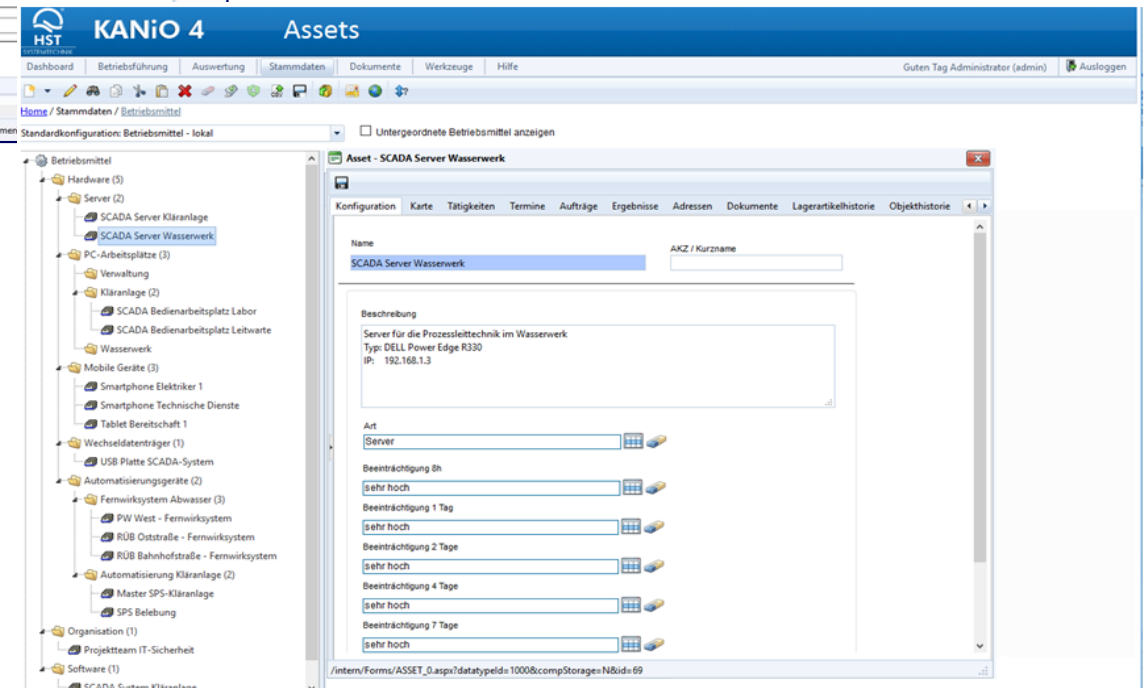 HST
SYSTEMTECHNIK
KANiO 4 Assets
Dashboard Betriebsführung Auswertung Stammdaten Dokumente Werkzeuge Hilfe Guten Tag Administrator (admin) Ausloggen
Home / Stammdaten / Betriebsmittel
men
Standardkonfiguration: Betriebsmittel - lokal
Untergeordnete Betriebsmittel anzeigen
Betriebsmittel
Hardware (5)
Server (2)
SCADA Server Kläranlage
SCADA Server Wasserwerk
PC-Arbeitsplätze (3)
Verwaltung
Kläranlage (2)
SCADA Bedienarbeitsplatz Labor
SCADA Bedienarbeitsplatz Leitwarte
Wasserwerk
Mobile Geräte (3)
Smartphone Elektriker 1
Smartphone Technische Dienste
Tablet Bereitschaft 1
Wechseldatenträger (1)
USB Platte SCADA-System
Automatisierungsgeräte (2)
Fernwirksystem Abwasser (3)
PW West - Fernwirksystem
RÜB Oststraße - Fernwirksystem
RÜB Bahnhofstraße - Fernwirksystem
Automatisierung Kläranlage (2)
Master SPS-Kläranlage
SPS Belebung
Organisation (1)
Projektteam IT-Sicherheit
Software (1)
SCADA System Kläranlage
Asset - SCADA Server Wasserwerk
Konfiguration Karte Tätigkeiten Termine Aufträge Ergebnisse Adressen Dokumente Lagerartikelhistorie Objekthistorie
Name
AKZ / Kurzname
SCADA Server Wasserwerk
Beschreibung
Server für die Prozessleittechnik im Wasserwerk
Typ: DELL Power Edge R330
IP: 192.168.1.3
Art
Server
Beeinträchtigung 8h
sehr hoch
Beeinträchtigung 1 Tag
sehr hoch
Beeinträchtigung 2 Tage
sehr hoch
Beeinträchtigung 4 Tage
sehr hoch
Beeinträchtigung 7 Tage
sehr hoch
/intern/Forms/ASSET_0.aspx?datatypeId=1000&compStorage=N&id=69